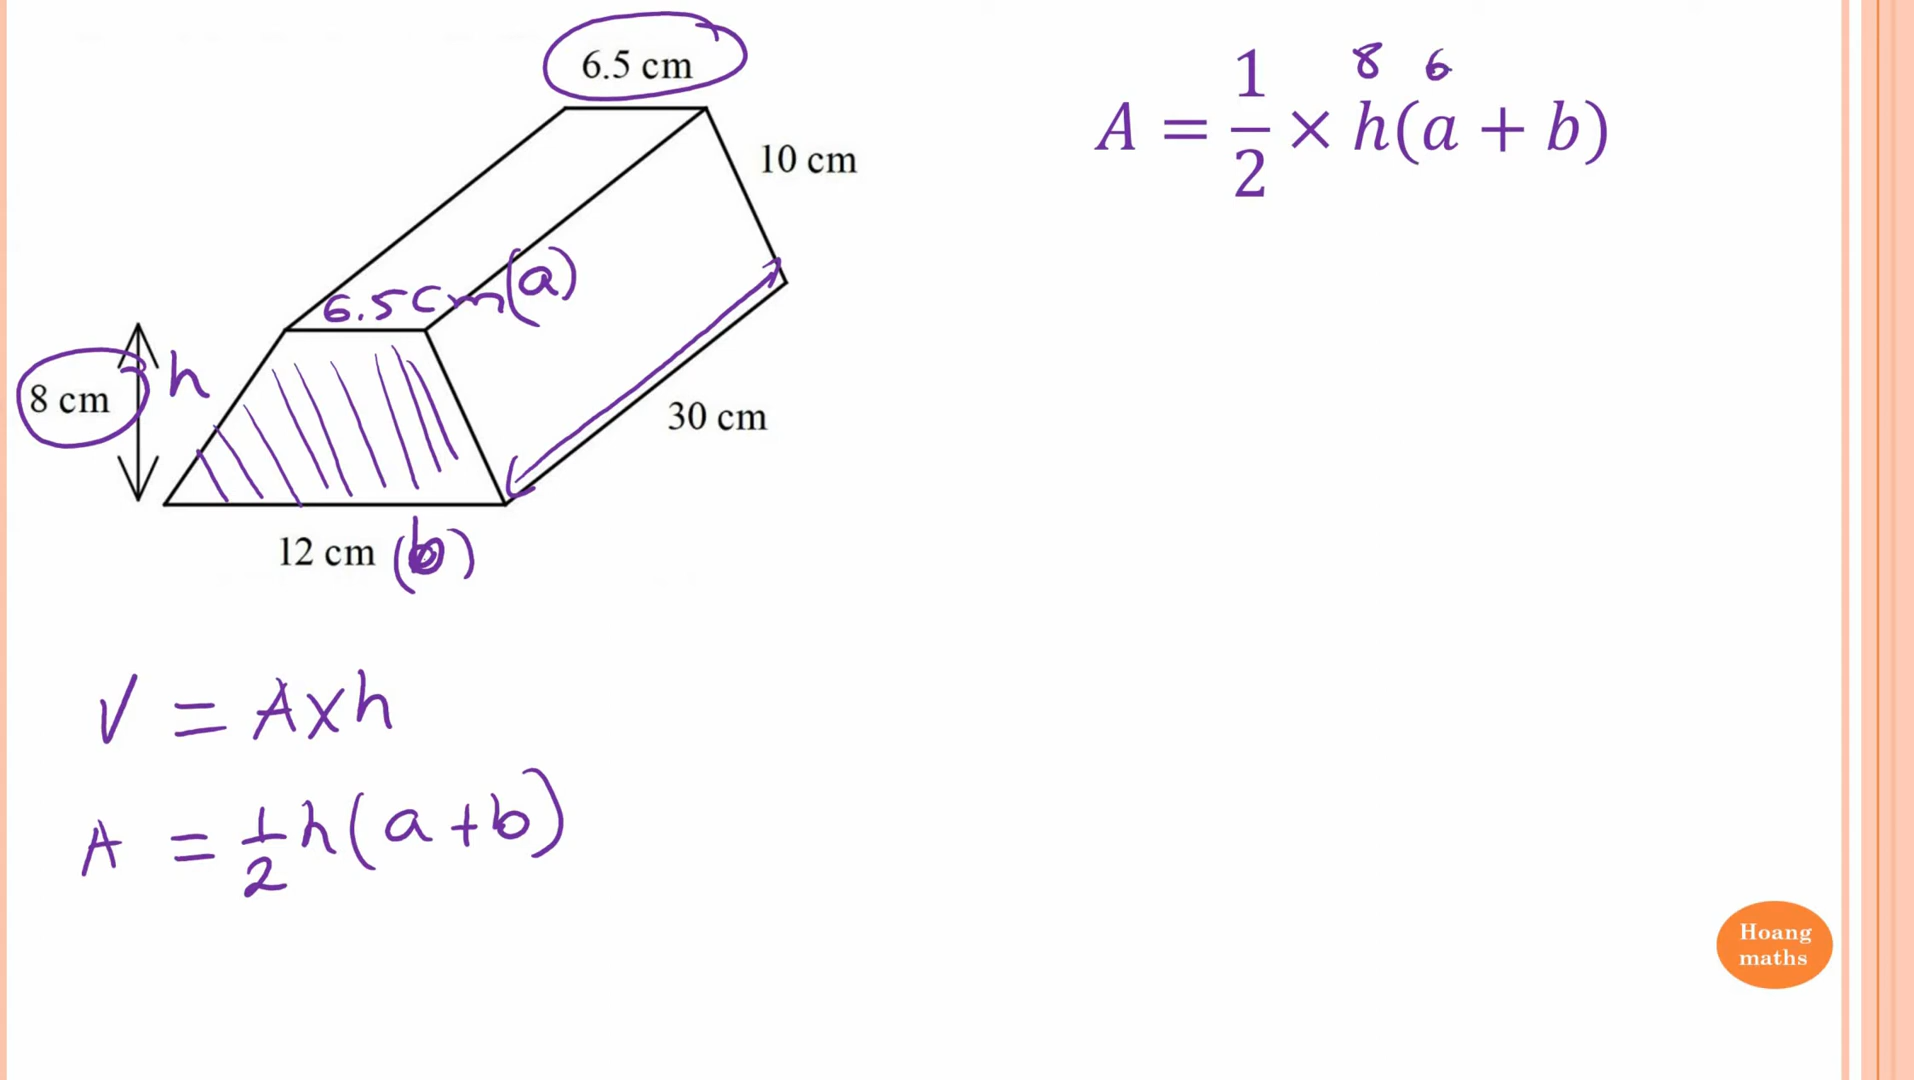 6.5 cm
10 cm
6.5cm(a)
8 cm
h
30 cm
12 cm (b)
V = A×h
A = 1/2 h(a+b)
8 6
A = 1/2 × h(a + b)
Hoang
maths